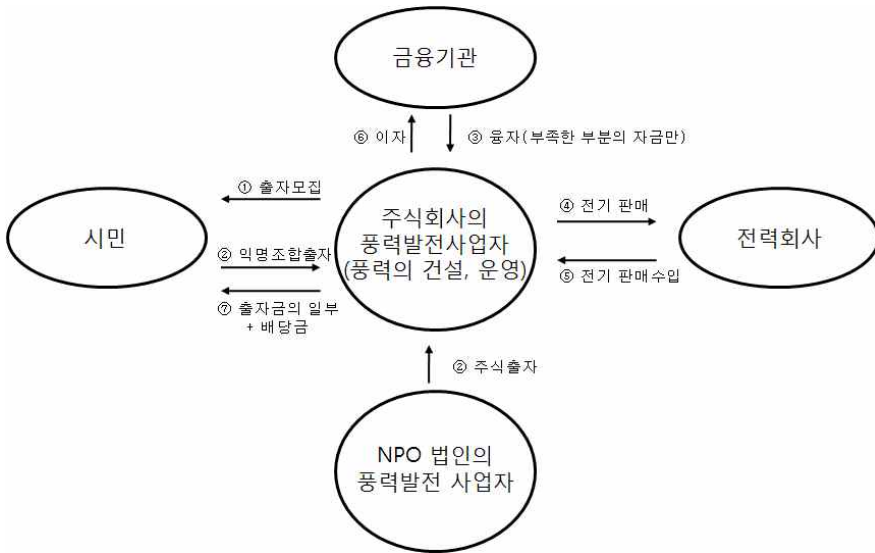 금융기관
⑥ 이자
③ 융자(부족한 부분의 자금만)
① 출자모집
주식회사의
풍력발전사업자
(풍력의 건설, 운영)
④ 전기 판매
시민
전력회사
② 익명조합출자
⑤ 전기 판매수입
⑦ 출자금의 일부
+ 배당금
② 주식출자
NPO 법인의
풍력발전 사업자